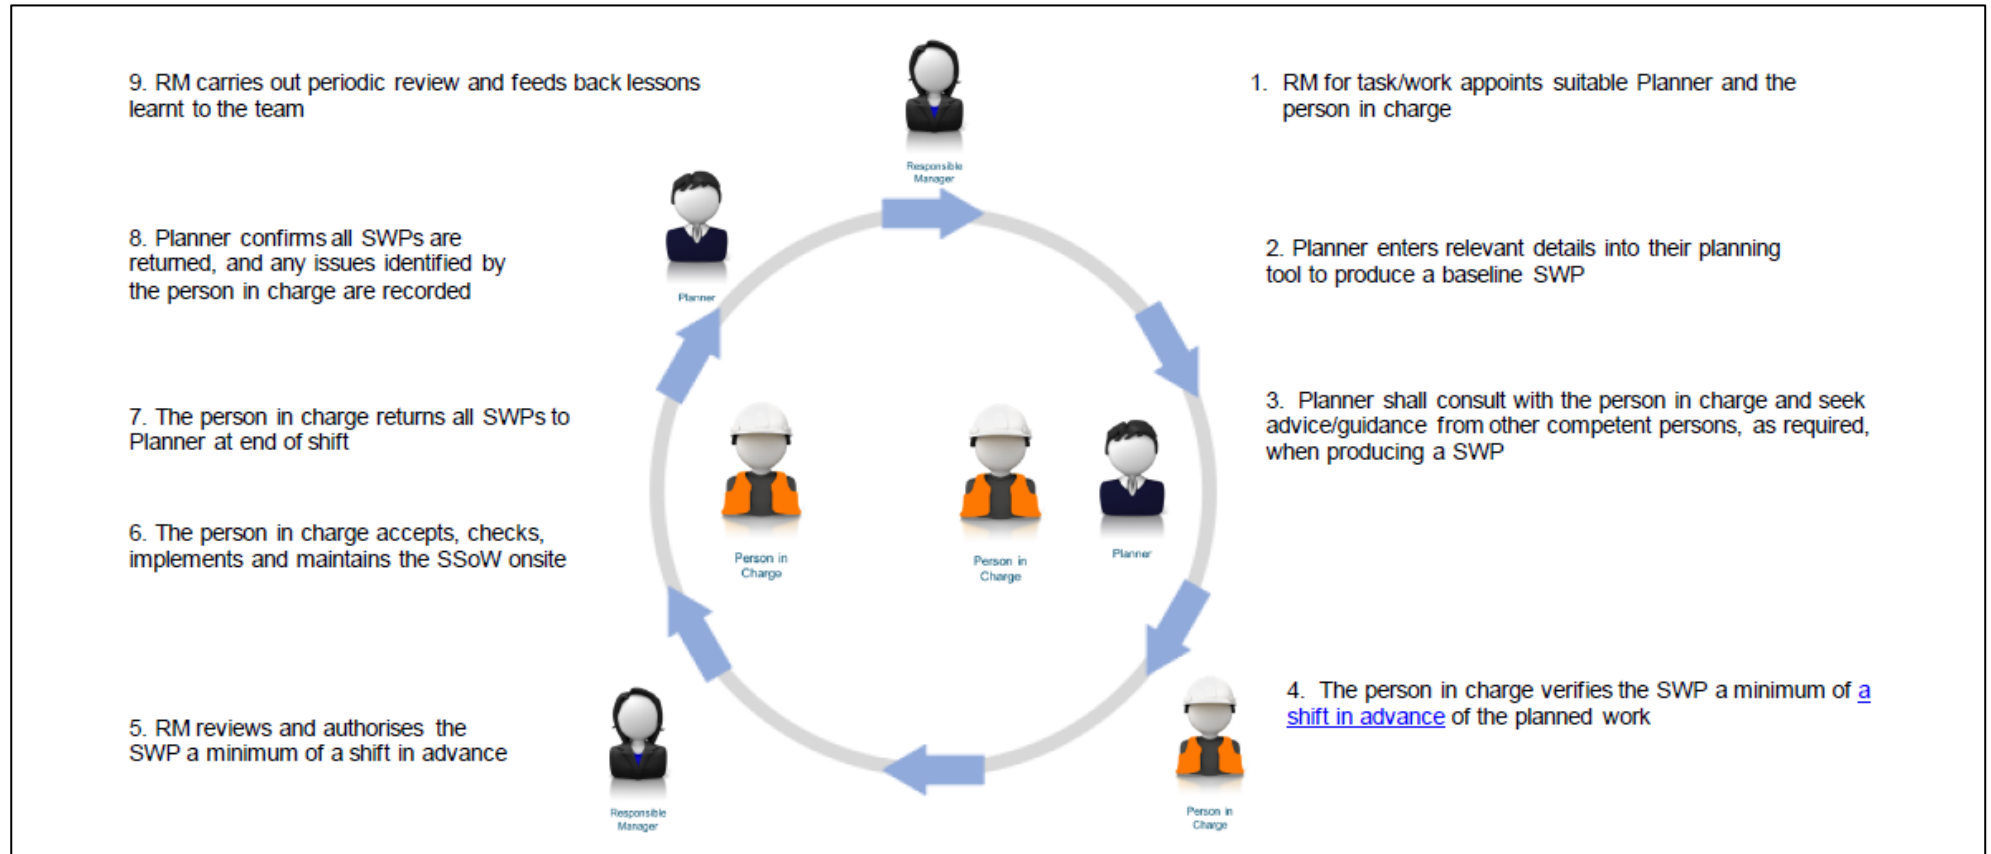 1. RM for task/work appoints suitable Planner and the
person in charge
2. Planner enters relevant details into their planning
tool to produce a baseline SWP
3. Planner shall consult with the person in charge and seek
advice/guidance from other competent persons, as required,
when producing a SWP
4. The person in charge verifies the SWP a minimum of a
shift in advance of the planned work
5. RM reviews and authorises the
SWP a minimum of a shift in advance
6. The person in charge accepts, checks,
implements and maintains the SSoW onsite
7. The person in charge returns all SWPs to
Planner at end of shift
8. Planner confirms all SWPs are
returned, and any issues identified by
the person in charge are recorded
9. RM carries out periodic review and feeds back lessons
learnt to the team
Responsible
Manager
Planner
Person in
Charge
Person in
Charge
Planner
Person in
Charge
Responsible
Manager